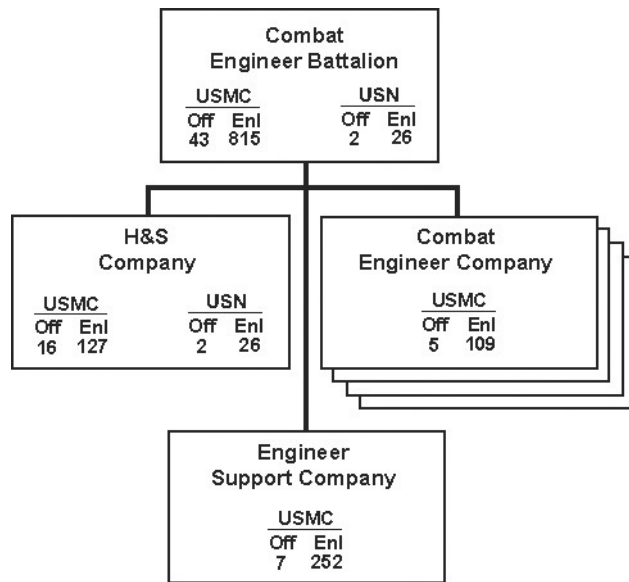 Combat
Engineer Battalion
USMC USN
Off Enl Off Enl
43 815 2 26
H&S
Company
USMC USN
Off Enl Off Enl
16 127 2 26
Combat
Engineer Company
USMC
Off Enl
5 109
Engineer
Support Company
USMC
Off Enl
7 252